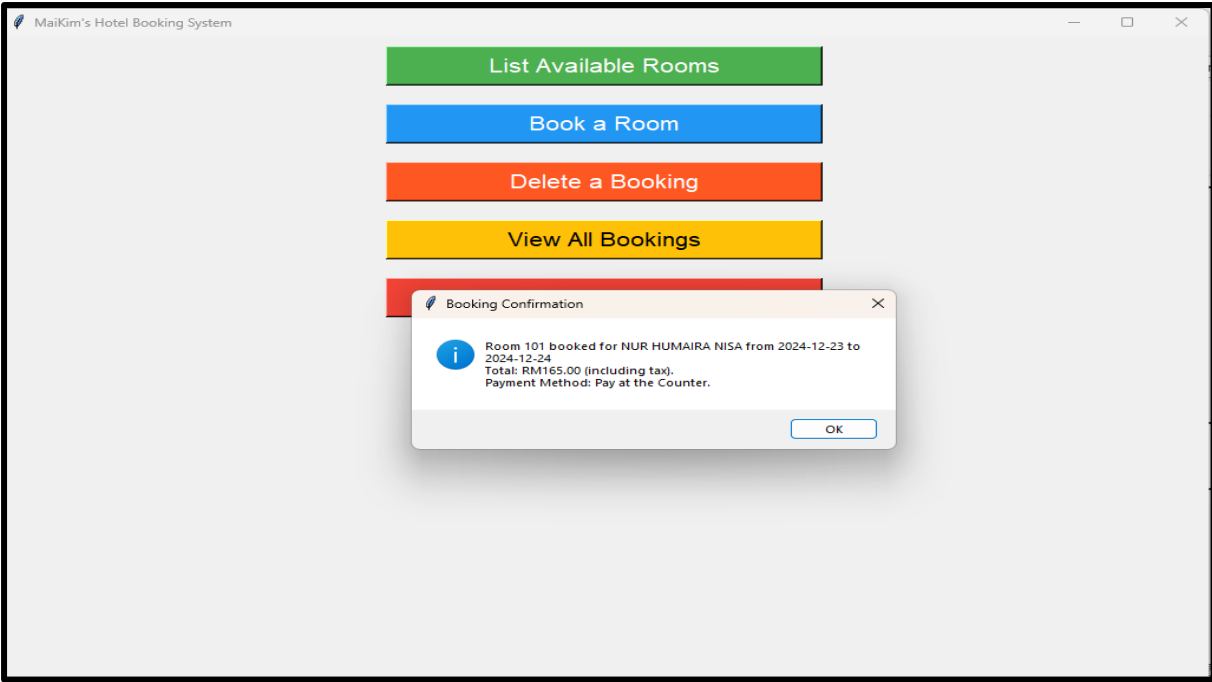 MaiKim's Hotel Booking System
List Available Rooms
Book a Room
Delete a Booking
View All Bookings
Booking Confirmation
Room 101 booked for NUR HUMAIRA NISA from 2024-12-23 to
2024-12-24
Total: RM165.00 (including tax).
Payment Method: Pay at the Counter.
OK